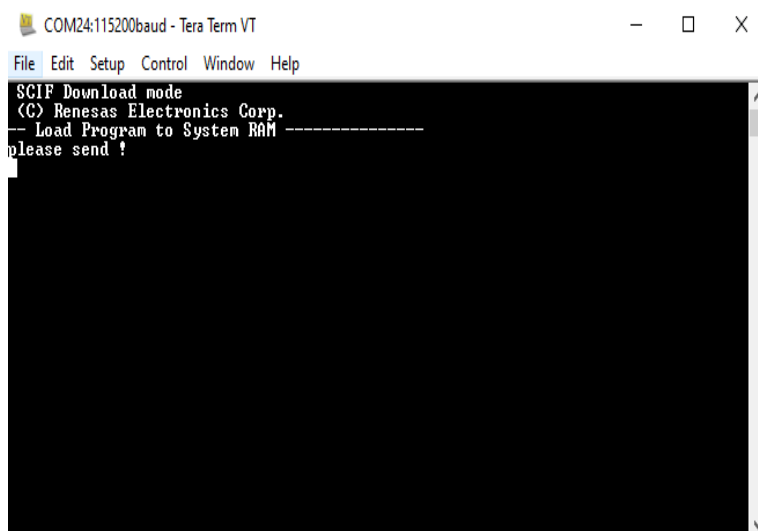 COM24:115200baud - Tera Term VT
File Edit Setup Control Window Help
SCIF Download mode
(C) Renesas Electronics Corp.
-- Load Program to System RAM ---------------
please send !